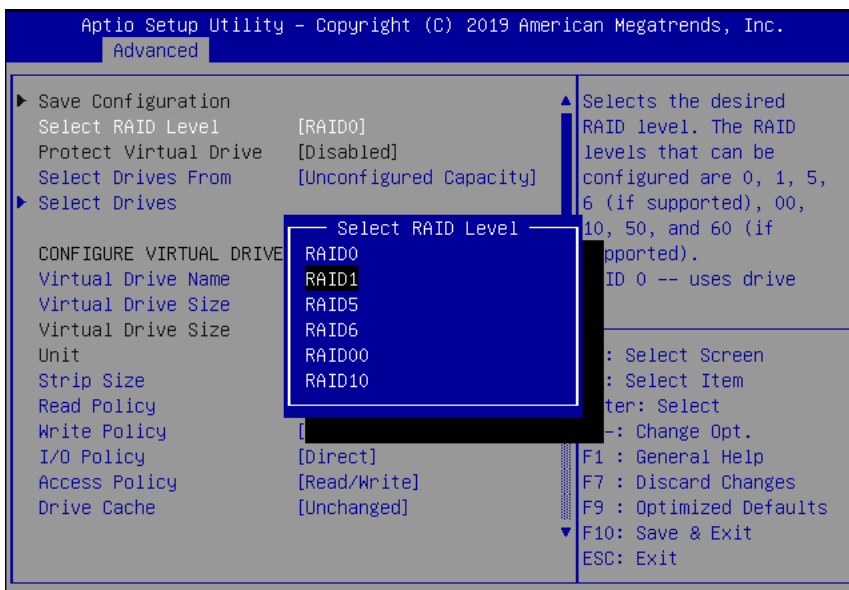 Aptio Setup Utility – Copyright (C) 2019 American Megatrends, Inc.
Advanced
Save Configuration
Select RAID Level [RAID0]
Protect Virtual Drive [Disabled]
Select Drives From [Unconfigured Capacity]
Select Drives
CONFIGURE VIRTUAL DRIVE
Virtual Drive Name
Virtual Drive Size
Virtual Drive Size
Unit
Strip Size
Read Policy
Write Policy [
I/O Policy [Direct]
Access Policy [Read/Write]
Drive Cache [Unchanged]
Select RAID Level
RAID0
RAID1
RAID5
RAID6
RAID00
RAID10
Selects the desired
RAID level. The RAID
levels that can be
configured are 0, 1, 5,
6 (if supported), 00,
10, 50, and 60 (if
pported).
ID 0 -- uses drive
: Select Screen
: Select Item
ter: Select
-: Change Opt.
F1 : General Help
F7 : Discard Changes
F9 : Optimized Defaults
F10: Save & Exit
ESC: Exit